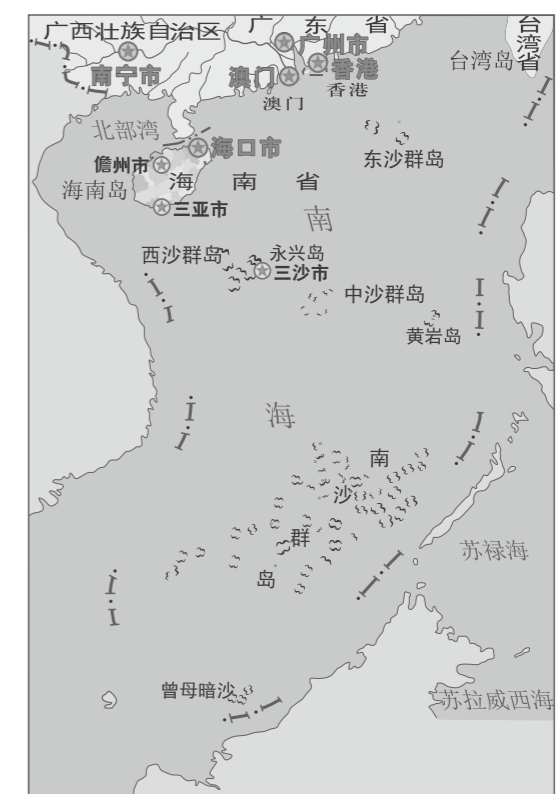 广西壮族自治区
广东省
台湾省
南宁市
广州市
澳门
香港
香港
澳门
台湾岛
北部湾
海口市
东沙群岛
儋州市
海南岛
海南省
三亚市
南
西沙群岛
永兴岛
三沙市
中沙群岛
黄岩岛
海
南
沙
群
岛
苏禄海
曾母暗沙
苏拉威西海